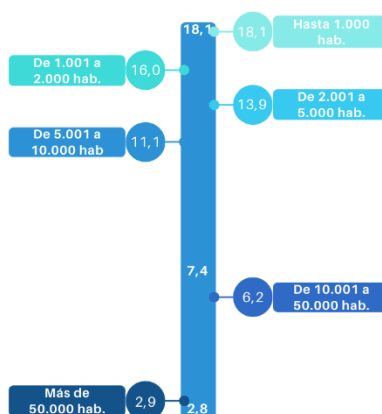 18,1
18,1
Hasta 1.000
hab.
De 1.001 a
2.000 hab.
16,0
13,9
De 2.001 a
5.000 hab.
De 5.001 a
10.000 hab
11,1
7,4
6,2
De 10.001 a
50.000 hab.
Más de
50.000 hab.
2,9
2,8